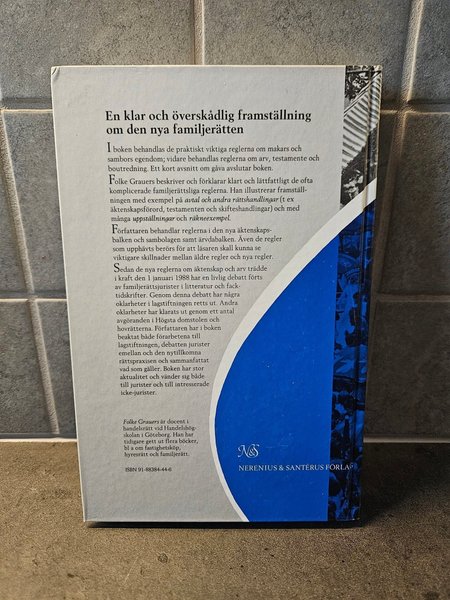 En klar och överskådlig framställning
om den nya familjerätten
I boken behandlas de praktiskt viktiga reglerna om makars och
sambors egendom; vidare behandlas reglerna om arv, testamente och
boutredning. Ett kort avsnitt om gåva avslutar boken.
Folke Grauers beskriver och förklarar klart och lättfattligt de ofta
komplicerade familjerättsliga reglerna. Han illustrerar framställ-
ningen med exempel på avtal och andra rättshandlingar (t ex
äktenskapsförord, testamenten och skifteshandlingar) och med
många uppställningar och räkneexempel.
Författaren behandlar reglerna i den nya äktenskaps-
balken och sambolagen samt ärvdabalken. Även de regler
som upphävts berörs för att läsaren skall kunna se
viktigare skillnader mellan äldre regler och nya regler.
Sedan de nya reglerna om äktenskap och arv trädde
i kraft den 1 januari 1988 har en livlig debatt förts
av familjerättsjurister i litteratur och fack-
tidskrifter. Genom denna debatt har några
oklarheter i lagstiftningen retts ut. Andra
oklarheter har klarats ut genom ett antal
avgöranden i Högsta domstolen och
hovrätterna. Författaren har i boken
beaktat både förarbetena till
lagstiftningen, debatten jurister
emellan och den nytillkomna
rättspraxisen och sammanfattat
vad som gäller. Boken har stor
aktualitet och vänder sig både
till jurister och till intresserade
icke-jurister.
Folke Grauers är docent i
handelsrätt vid Handelshög-
skolan i Göteborg. Han har
tidigare gett ut flera böcker,
bl a om fastighetsköp,
hyresrätt och familjerätt.
ISBN 91-88384-44-6
N&S
NERENIUS & SANTÉRUS FÖRLAG